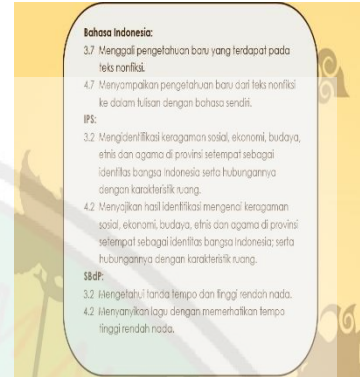 Bahasa Indonesia:
3.7 Menggali pengetahuan baru yang terdapat pada
teks nonfiksi.
4.7 Menyampaikan pengetahuan baru dari teks nonfiksi
ke dalam tulisan dengan bahasa sendiri.
IPS:
3.2 Mengidentifikasi keragaman sosial, ekonomi, budaya,
etnis dan agama di provinsi setempat sebagai
identitas bangsa Indonesia serta hubungannya
dengan karakteristik ruang.
4.2 Menyajikan hasil identifikasi mengenai keragaman
sosial, ekonomi, budaya, etnis dan agama di provinsi
setempat sebagai identitas bangsa Indonesia; serta
hubungannya dengan karakteristik ruang.
SBdP:
3.2 Mengetahui tanda tempo dan tinggi rendah nada.
4.2 Menyanyikan lagu dengan memerhatikan tempo
tinggi rendah nada.